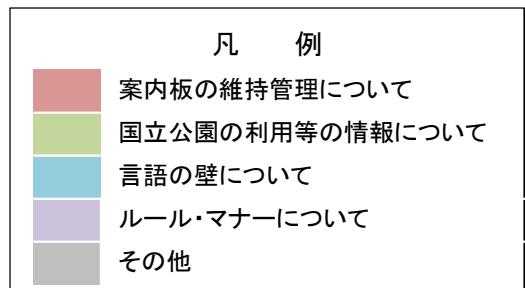 凡　例
案内板の維持管理について
国立公園の利用等の情報について
言語の壁について
ルール・マナーについて
その他